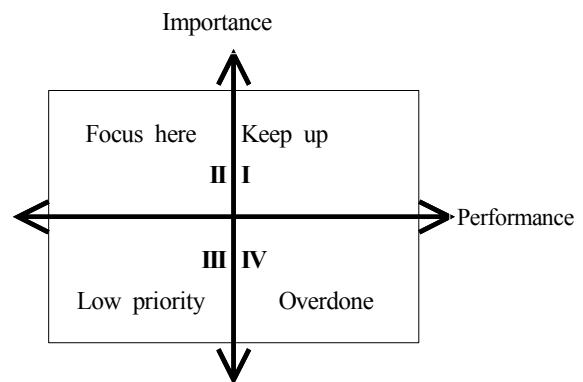 Importance
Focus here Keep up
II I
Performance
III IV
Low priority Overdone